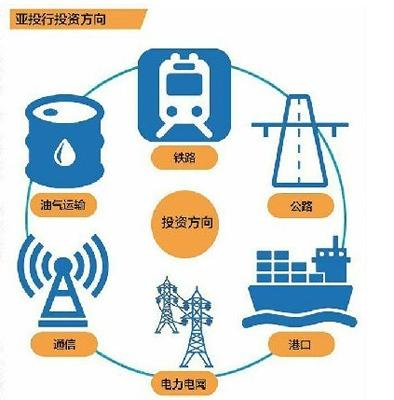 亚投行投资方向
铁路
油气运输
公路
投资方向
通信
港口
电力电网